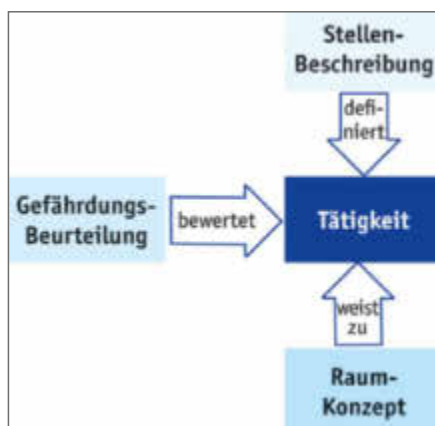 Stellen-
Beschreibung
defi-
niert
Gefährdungs-
Beurteilung
bewertet
Tätigkeit
weist
zu
Raum-
Konzept